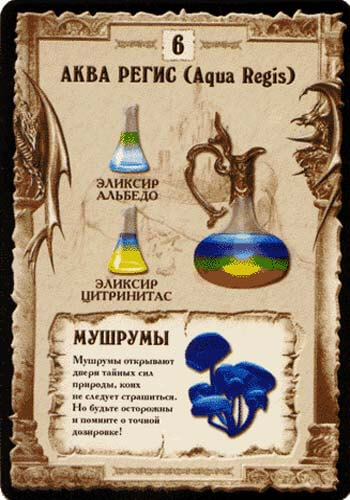 6
АКВА РЕГИС (Aqua Regis)
ЭЛИКСИР
АЛЬБЕДО
ЭЛИКСИР
ЦИТРИНИТАС
МУШРУМЫ
Мушрумы открывают
двери тайных сил
природы, коих
не следует страшиться.
Но будьте осторожны
и помните о точной
дозировке!